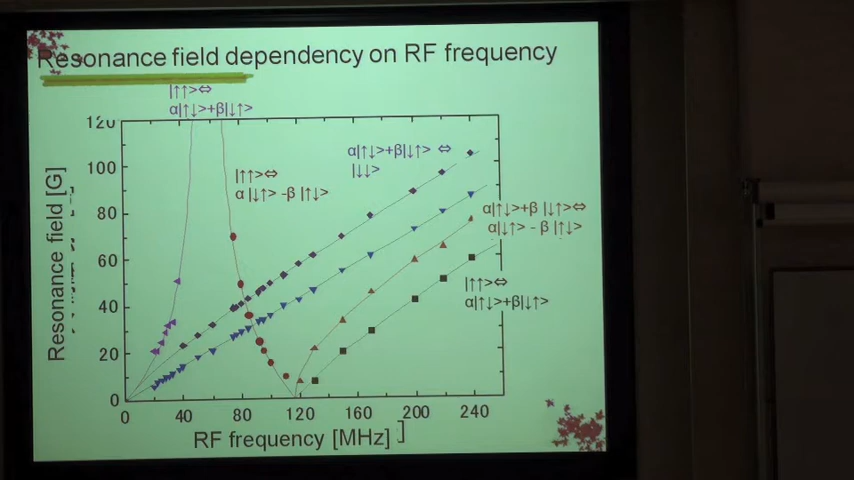 Resonance field dependency on RF frequency
|↑↑>⇔
α|↑↓>+β|↓↑>
|↑↑>⇔
α |↓↑> -β |↑↓>
α|↑↓>+β|↓↑> ⇔
|↓↓>
α|↑↓>+β |↓↑>⇔
α|↓↑> - β |↑↓>
|↑↑>⇔
α|↑↓>+β|↓↑>
120
100
80
60
40
20
0
Resonance field [G]
0 40 80 120 160 200 240
RF frequency [MHz]